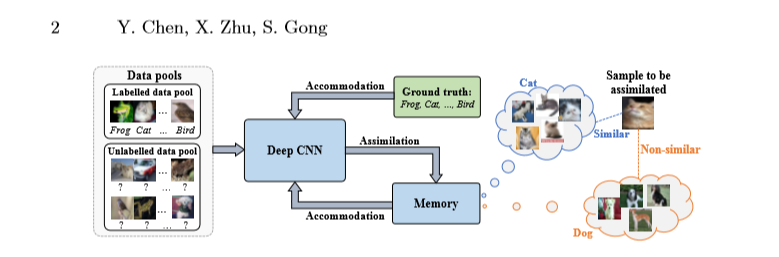 2 Y. Chen, X. Zhu, S. Gong
Data pools
Labelled data pool
... 
Frog Cat ... Bird
Unlabelled data pool
...
? ? ... ?
...
? ? ... ?
Accommodation
Ground truth:
Frog, Cat, ..., Bird
Deep CNN
Assimilation
Memory
Accommodation
Cat
Sample to be
assimilated
Similar
Non-similar
Dog